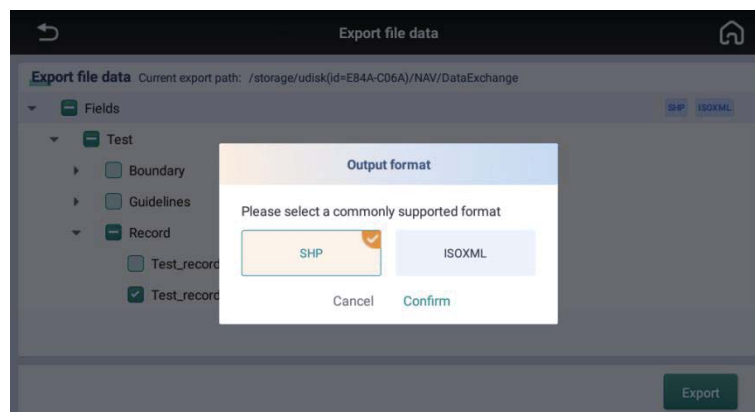 Export file data
Export file data Current export path: /storage/udisk(id=E84A-C06A)/NAV/DataExchange
Fields SHP ISOXML
Test
Output format
Boundary
Guidelines
Please select a commonly supported format
Record
SHP ISOXML
Test_record
Test_record
Cancel Confirm
Export